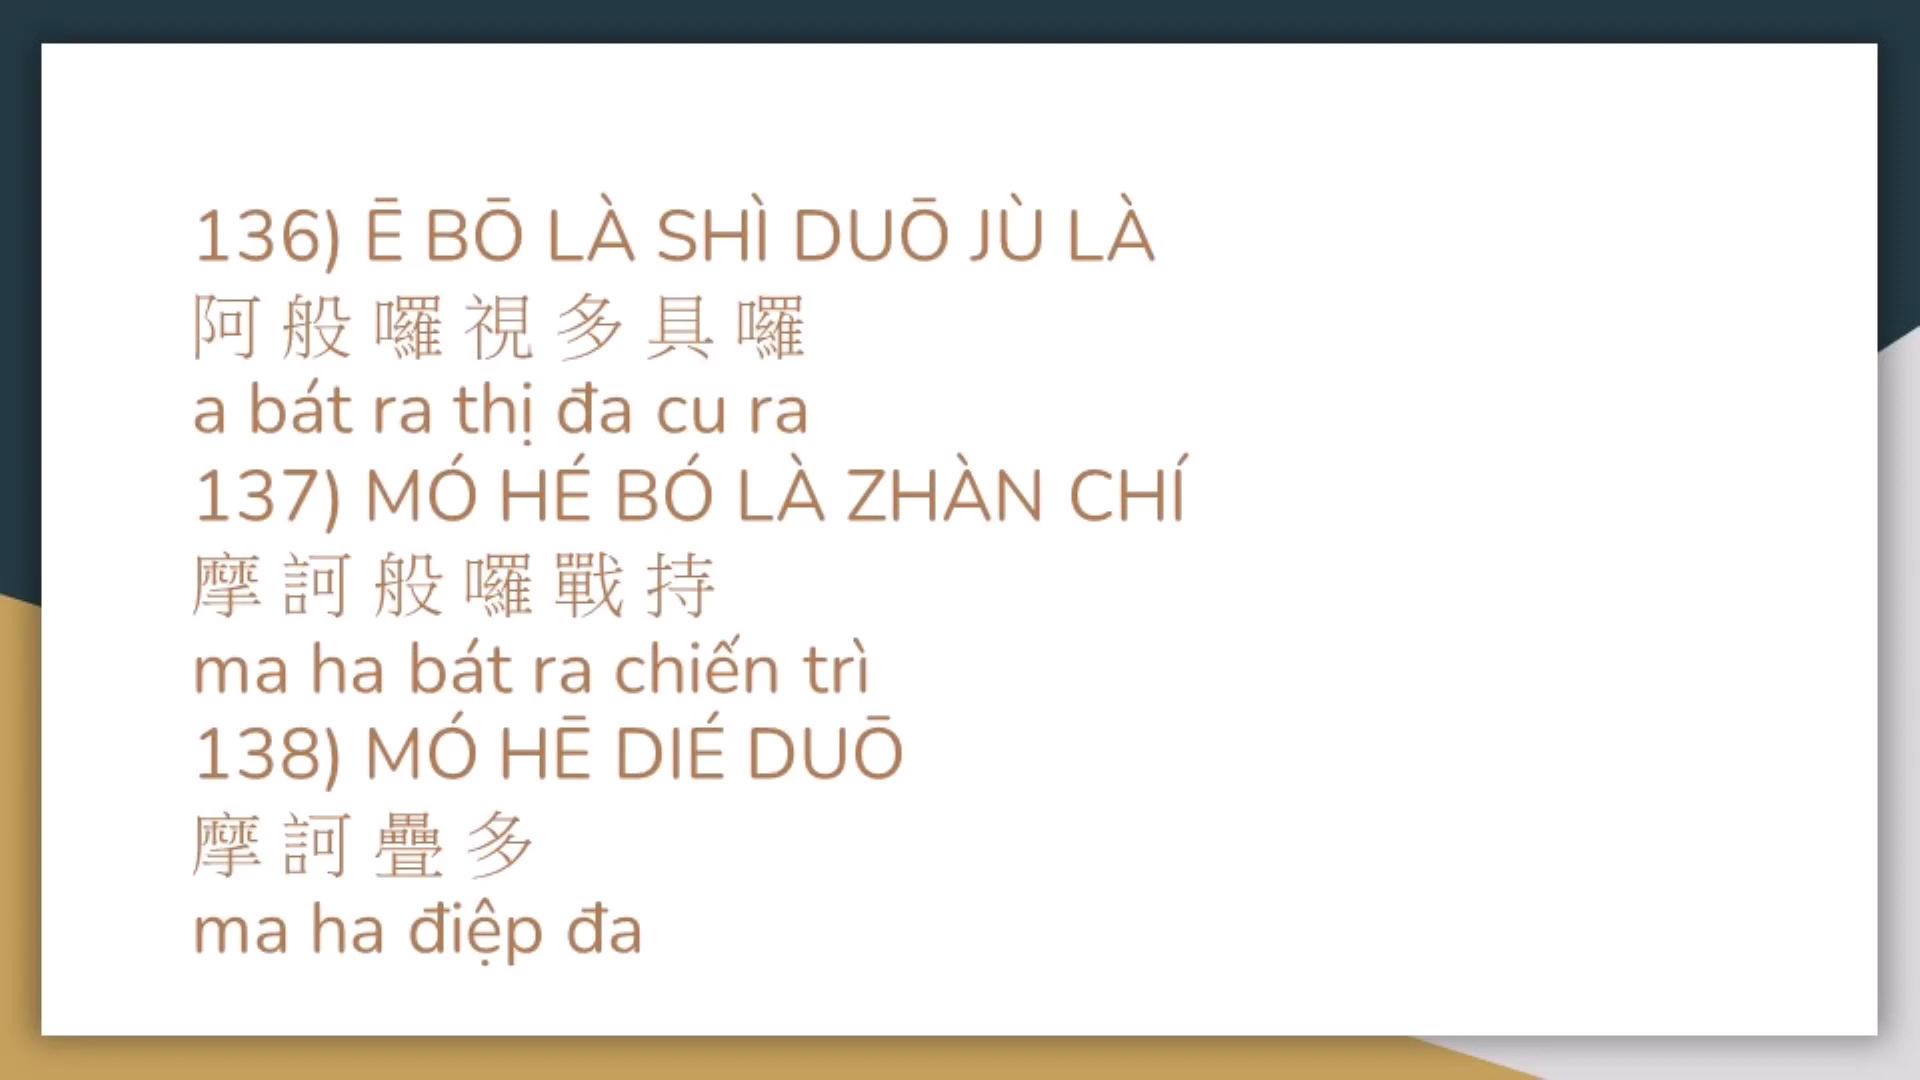 136) Ē BŌ LÀ SHÌ DUŌ JÙ LÀ
阿 般 囉 視 多 具 囉
a bát ra thị đa cu ra
137) MÓ HÉ BÓ LÀ ZHÀN CHÍ
摩 訶 般 囉 戰 持
ma ha bát ra chiến trì
138) MÓ HĒ DIÉ DUŌ
摩 訶 疊 多
ma ha điệp đa